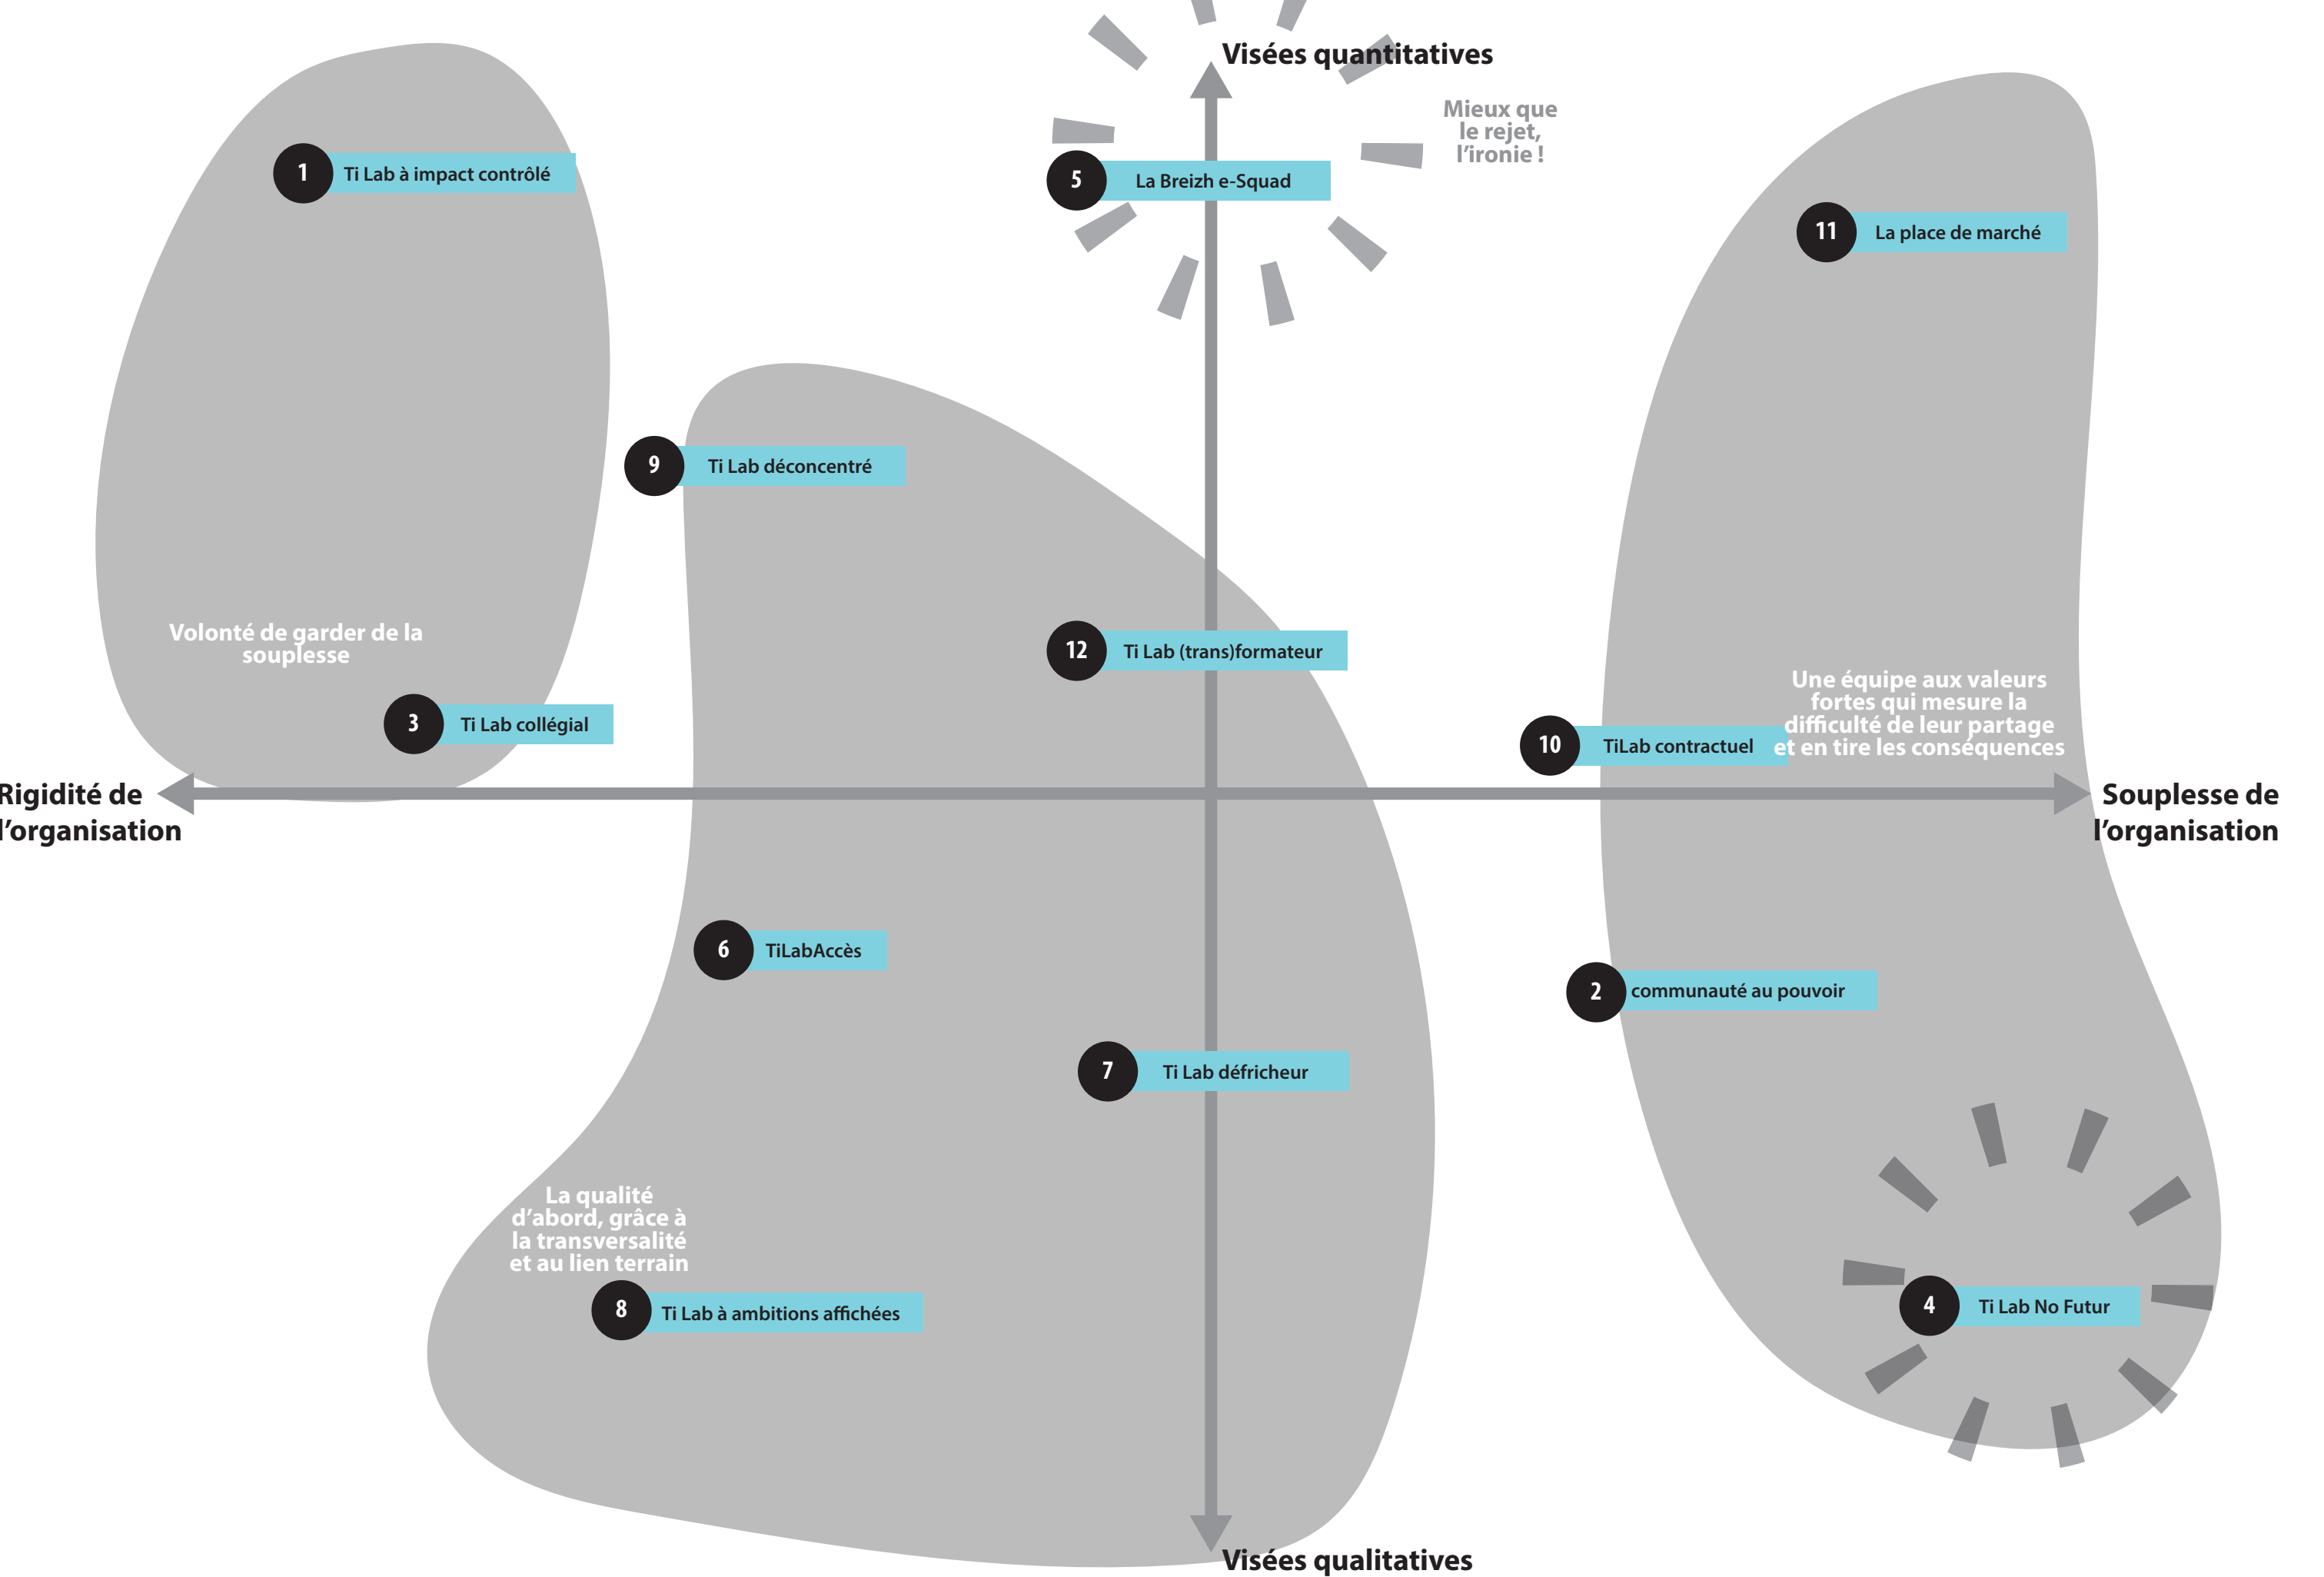 Visées quantitatives
Mieux que
le rejet,
l'ironie !
1
Ti Lab à impact contrôlé
5
La Breizh e-Squad
11
La place de marché
9
Ti Lab déconcentré
Volonté de garder de la
souplesse
12
Ti Lab (trans)formateur
3
Ti Lab collégial
10
TiLab contractuel
Une équipe aux valeurs
fortes qui mesure la
difficulté de leur partage
et en tire les conséquences
Rigidité de
l'organisation
Souplesse de
l'organisation
6
TiLabAccès
2
communauté au pouvoir
7
Ti Lab défricheur
La qualité
d'abord, grâce à
la transversalité
et au lien terrain
8
Ti Lab à ambitions affichées
4
Ti Lab No Futur
Visées qualitatives